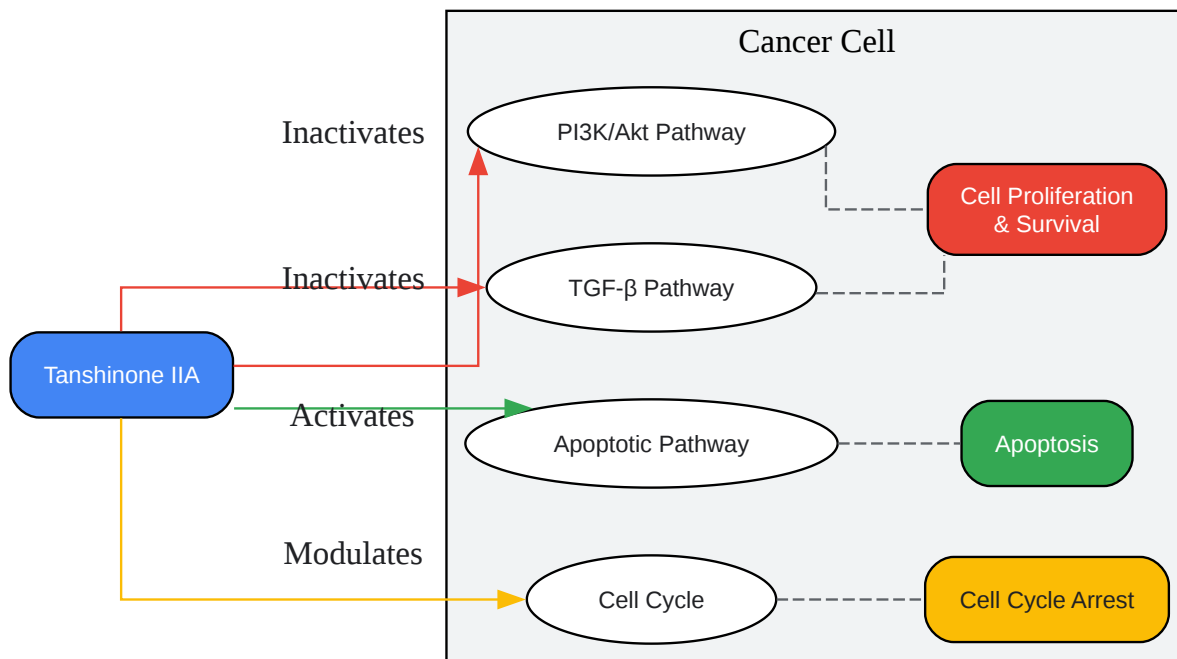 Cancer Cell
Inactivates
PI3K/Akt Pathway
Cell Proliferation
& Survival
Inactivates
TGF-β Pathway
Tanshinone IIA
Activates
Apoptotic Pathway
Apoptosis
Modulates
Cell Cycle
Cell Cycle Arrest